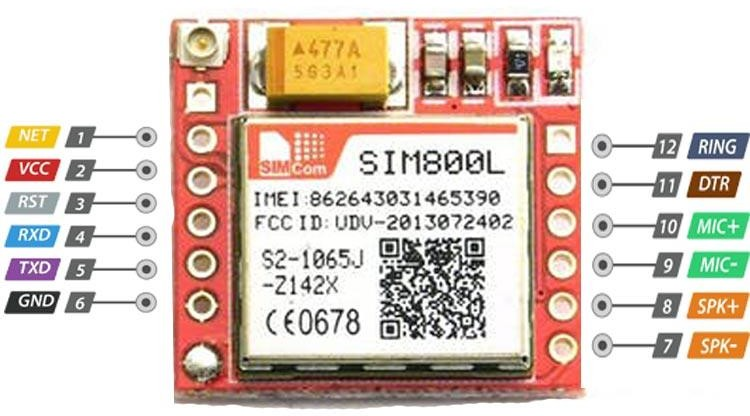 ▲477A
5G3A1
NET 1
VCC 2
RST 3
RXD 4
TXD 5
GND 6
SIMCom
SIM800L
IMEI:862643031465390
FCC ID: UDV-2013072402
S2-1065J
-Z142X
CE0678
12 RING
11 DTR
10 MIC+
9 MIC-
8 SPK+
7 SPK-